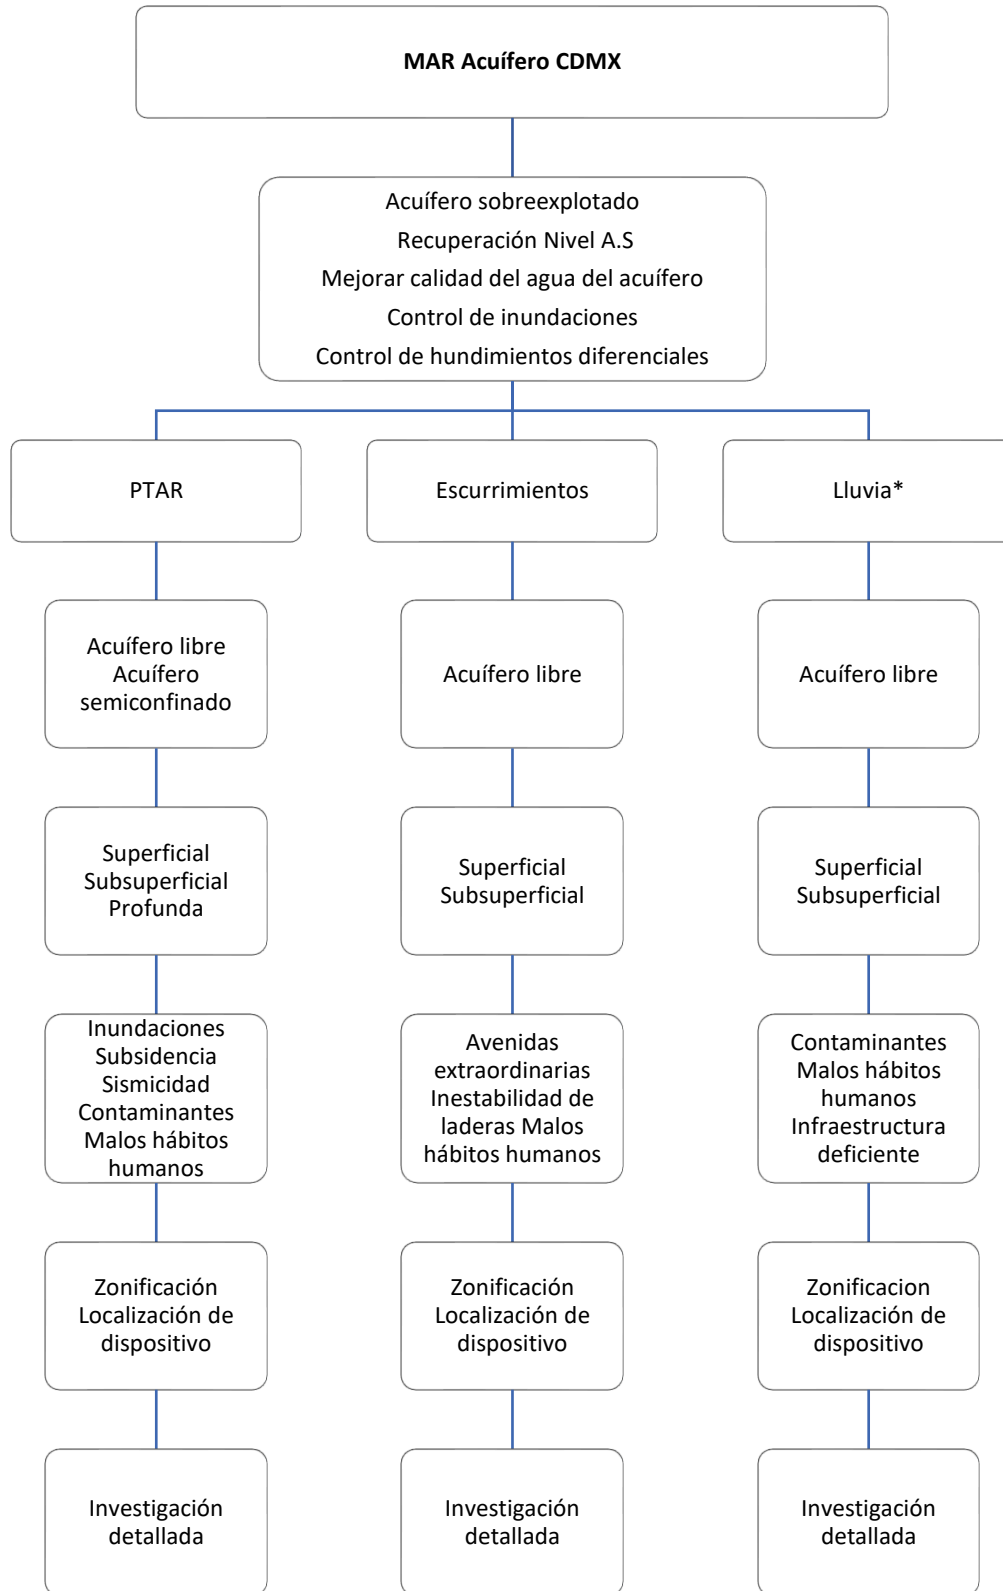 MAR Acuífero CDMX
Acuífero sobreexplotado
Recuperación Nivel A.S
Mejorar calidad del agua del acuífero
Control de inundaciones
Control de hundimientos diferenciales
PTAR
Escurrimientos
Lluvia*
Acuífero libre
Acuífero
semiconfinado
Acuífero libre
Acuífero libre
Superficial
Subsuperficial
Profunda
Superficial
Subsuperficial
Superficial
Subsuperficial
Inundaciones
Subsidencia
Sismicidad
Contaminantes
Malos hábitos
humanos
Avenidas
extraordinarias
Inestabilidad de
laderas Malos
hábitos humanos
Contaminantes
Malos hábitos
humanos
Infraestructura
deficiente
Zonificación
Localización de
dispositivo
Zonificación
Localización de
dispositivo
Zonificacion
Localización de
dispositivo
Investigación
detallada
Investigación
detallada
Investigación
detallada